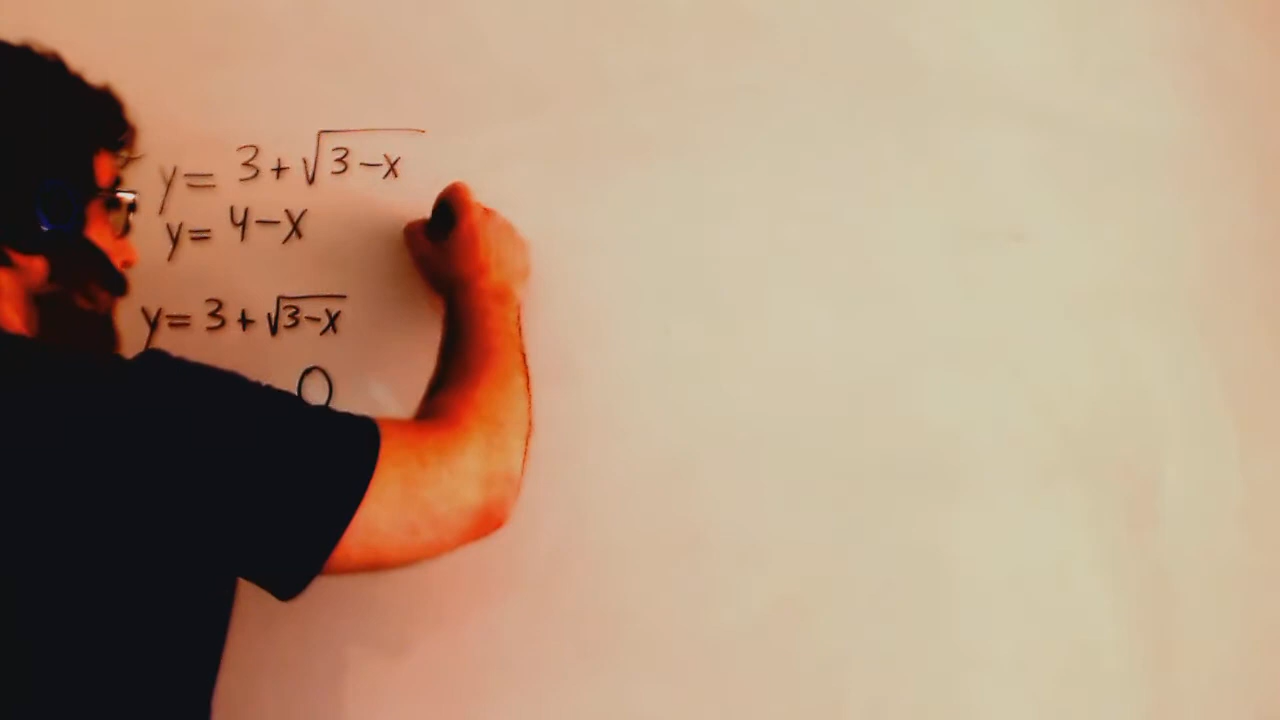 y = 3 + √(3-x)
y = 4 - x
y = 3 + √(3-x)
0